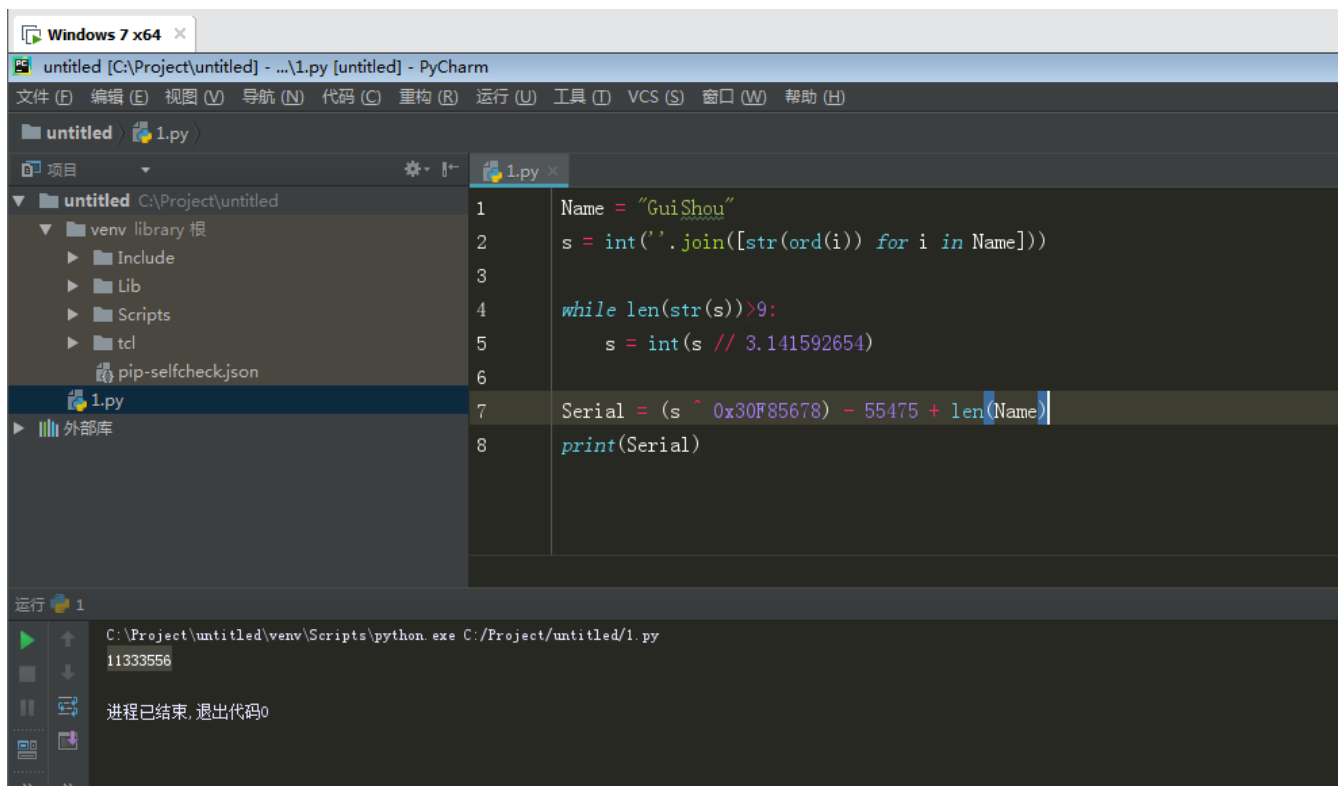 Windows 7 x64
untitled [C:\Project\untitled] - ...\1.py [untitled] - PyCharm
文件 (F) 编辑 (E) 视图 (V) 导航 (N) 代码 (C) 重构 (R) 运行 (U) 工具 (T) VCS (S) 窗口 (W) 帮助 (H)
untitled 1.py
项目
1.py
untitled C:\Project\untitled
venv library 根
Include
Lib
Scripts
tcl
pip-selfcheck.json
1.py
外部库
1 Name = "GuiShou"
2 s = int(''.join([str(ord(i)) for i in Name]))
3
4 while len(str(s))>9:
5 s = int(s // 3.141592654)
6
7 Serial = (s ^ 0x30F85678) - 55475 + len(Name)
8 print(Serial)
运行 1
C:\Project\untitled\venv\Scripts\python.exe C:/Project/untitled/1.py
11333556
进程已结束,退出代码0